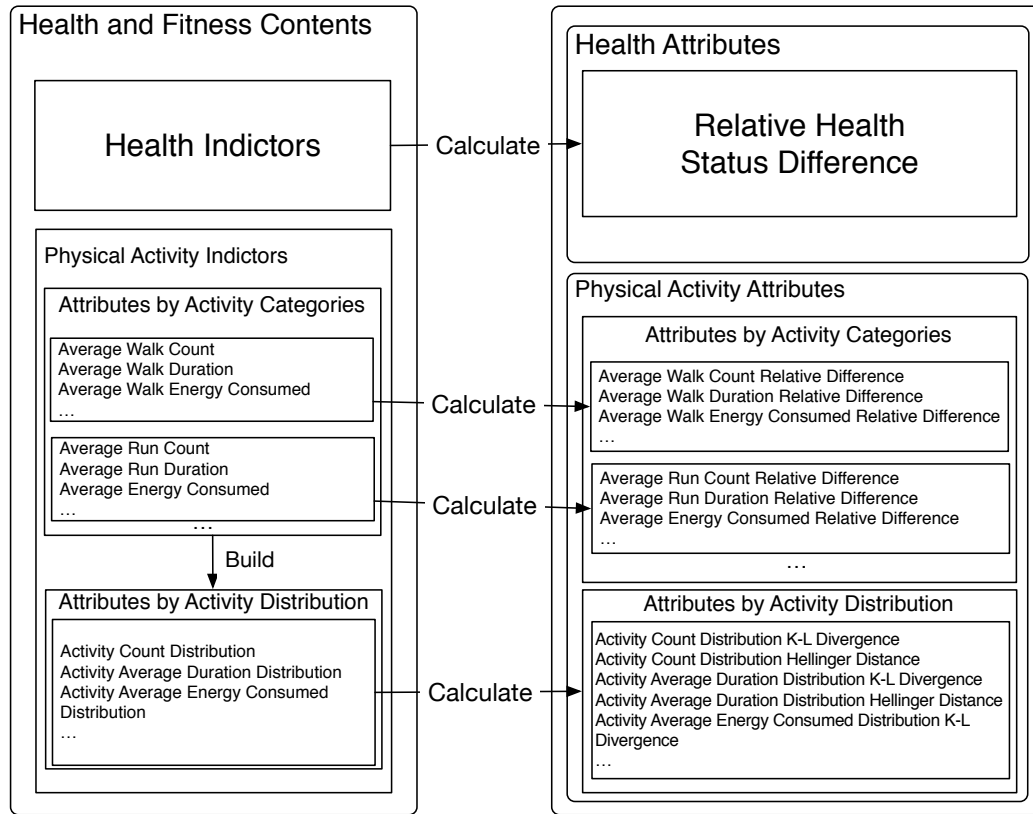 Health and Fitness Contents
Health Indictors
Physical Activity Indictors
Attributes by Activity Categories
Average Walk Count
Average Walk Duration
Average Walk Energy Consumed
…
Average Run Count
Average Run Duration
Average Energy Consumed
…
…
Build
Attributes by Activity Distribution
Activity Count Distribution
Activity Average Duration Distribution
Activity Average Energy Consumed
Distribution
…
Calculate
Calculate
Calculate
Calculate
Health Attributes
Relative Health
Status Difference
Physical Activity Attributes
Attributes by Activity Categories
Average Walk Count Relative Difference
Average Walk Duration Relative Difference
Average Walk Energy Consumed Relative Difference
…
Average Run Count Relative Difference
Average Run Duration Relative Difference
Average Energy Consumed Relative Difference
…
…
Attributes by Activity Distribution
Activity Count Distribution K-L Divergence
Activity Count Distribution Hellinger Distance
Activity Average Duration Distribution K-L Divergence
Activity Average Duration Distribution Hellinger Distance
Activity Average Energy Consumed Distribution K-L
Divergence
…